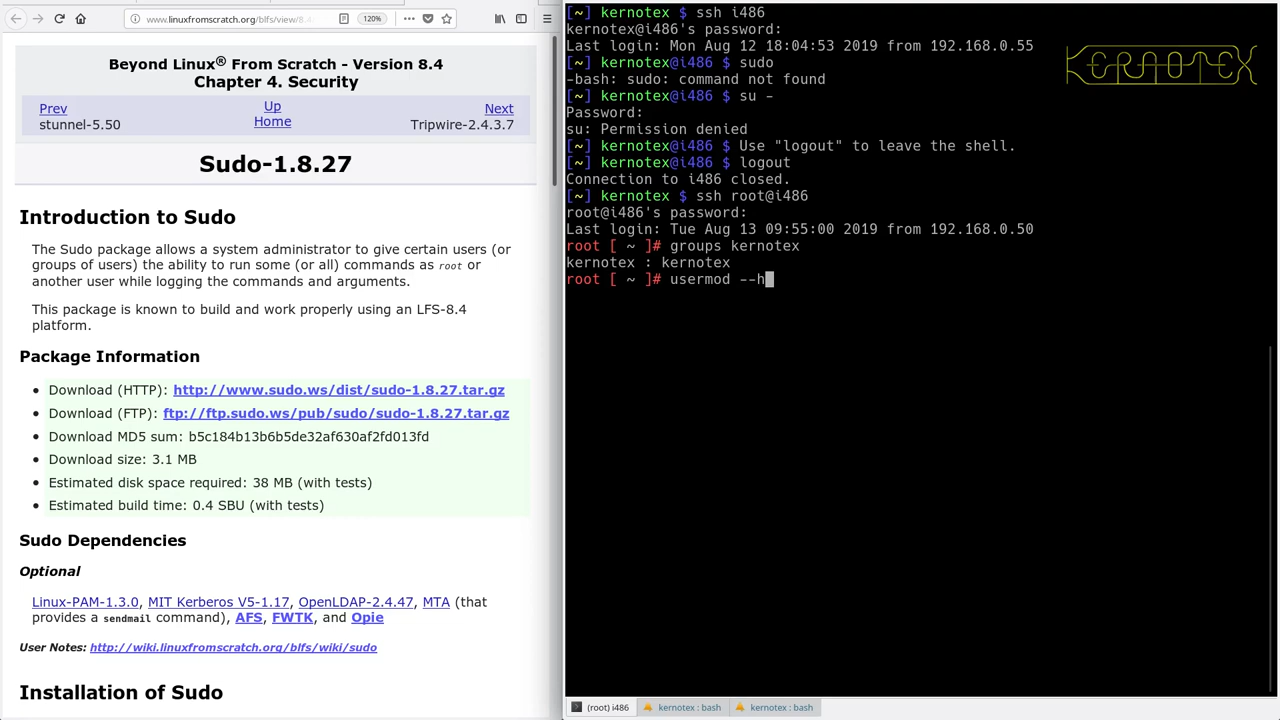 www.linuxfromscratch.org/blfs/view/8.4
120%
Beyond Linux® From Scratch - Version 8.4
Chapter 4. Security
Prev
Up
Next
stunnel-5.50
Home
Tripwire-2.4.3.7
Sudo-1.8.27
Introduction to Sudo
The Sudo package allows a system administrator to give certain users (or
groups of users) the ability to run some (or all) commands as root or
another user while logging the commands and arguments.
This package is known to build and work properly using an LFS-8.4
platform.
Package Information
• Download (HTTP): http://www.sudo.ws/dist/sudo-1.8.27.tar.gz
• Download (FTP): ftp://ftp.sudo.ws/pub/sudo/sudo-1.8.27.tar.gz
• Download MD5 sum: b5c184b13b6b5de32af630af2fd013fd
• Download size: 3.1 MB
• Estimated disk space required: 38 MB (with tests)
• Estimated build time: 0.4 SBU (with tests)
Sudo Dependencies
Optional
Linux-PAM-1.3.0, MIT Kerberos V5-1.17, OpenLDAP-2.4.47, MTA (that
provides a sendmail command), AFS, FWTK, and Opie
User Notes: http://wiki.linuxfromscratch.org/blfs/wiki/sudo
Installation of Sudo
[~] kernotex $ ssh i486
kernotex@i486's password:
Last login: Mon Aug 12 18:04:53 2019 from 192.168.0.55
[~] kernotex@i486 $ sudo
-bash: sudo: command not found
[~] kernotex@i486 $ su -
Password:
su: Permission denied
[~] kernotex@i486 $ Use "logout" to leave the shell.
[~] kernotex@i486 $ logout
Connection to i486 closed.
[~] kernotex $ ssh root@i486
root@i486's password:
Last login: Tue Aug 13 09:55:00 2019 from 192.168.0.50
root [ ~ ]# groups kernotex
kernotex : kernotex
root [ ~ ]# usermod --h
KERNOTEX
(root) i486
kernotex : bash
kernotex : bash